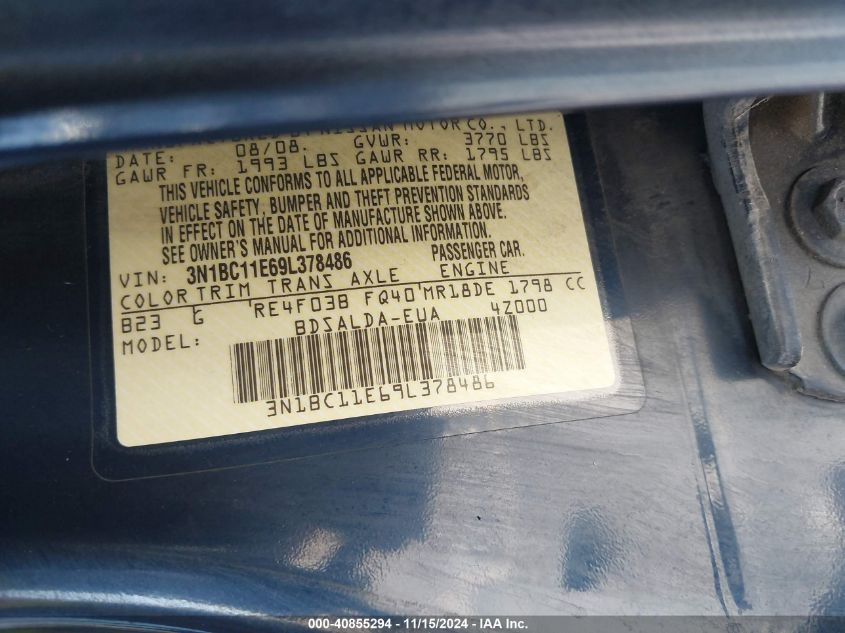 BY NISSAN MOTOR CO., LTD.
DATE: 08/08. GVWR: 3770 LBS
GAWR FR: 1993 LBS GAWR RR: 1795 LBS
THIS VEHICLE CONFORMS TO ALL APPLICABLE FEDERAL MOTOR,
VEHICLE SAFETY, BUMPER AND THEFT PREVENTION STANDARDS
IN EFFECT ON THE DATE OF MANUFACTURE SHOWN ABOVE.
SEE OWNER'S MANUAL FOR ADDITIONAL INFORMATION.
VIN: 3N1BC11E69L378486 PASSENGER CAR.
COLOR TRIM TRANS AXLE ENGINE
B23 G RE4F03B FQ40 MR18DE 1798 CC
MODEL: BDSALDA-EUA 4Z000
3N1BC11E69L378486
000-40855294 - 11/15/2024 - IAA Inc.